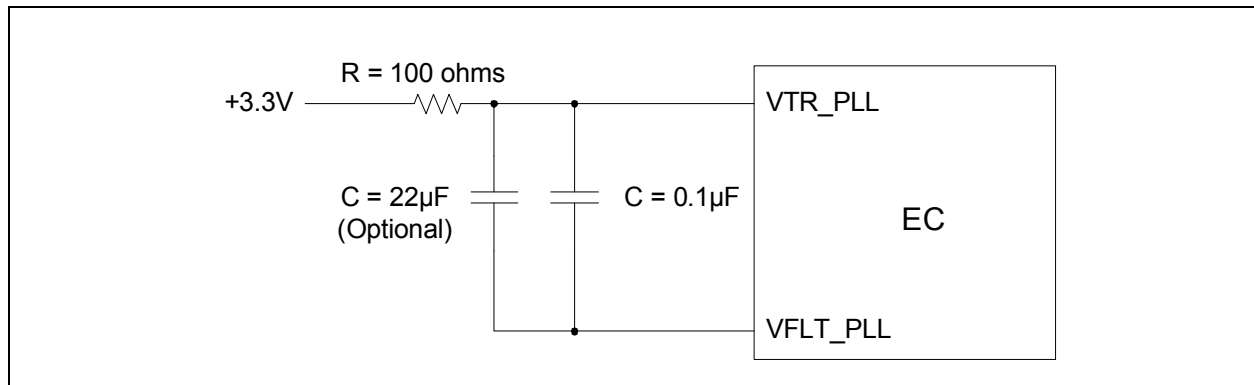 R = 100 ohms
+3.3V
VTR_PLL
C = 22µF
(Optional)
C = 0.1µF
EC
VFLT_PLL